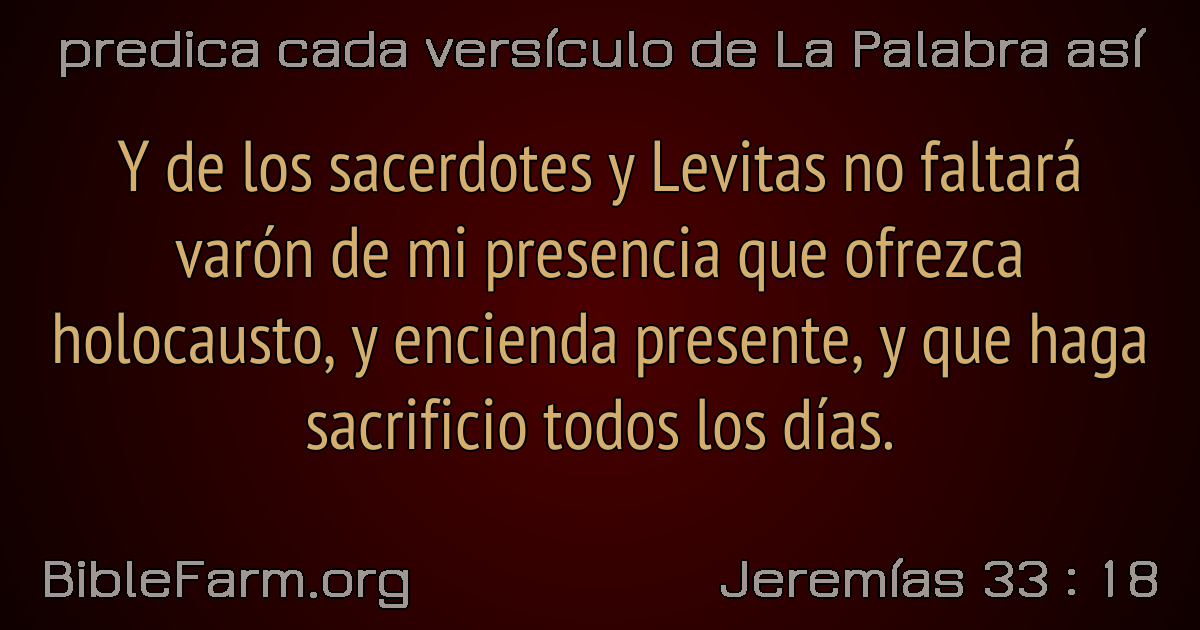 predica cada versículo de La Palabra así
Y de los sacerdotes y Levitas no faltará
varón de mi presencia que ofrezca
holocausto, y encienda presente, y que haga
sacrificio todos los días.
BibleFarm.org
Jeremías 33 : 18